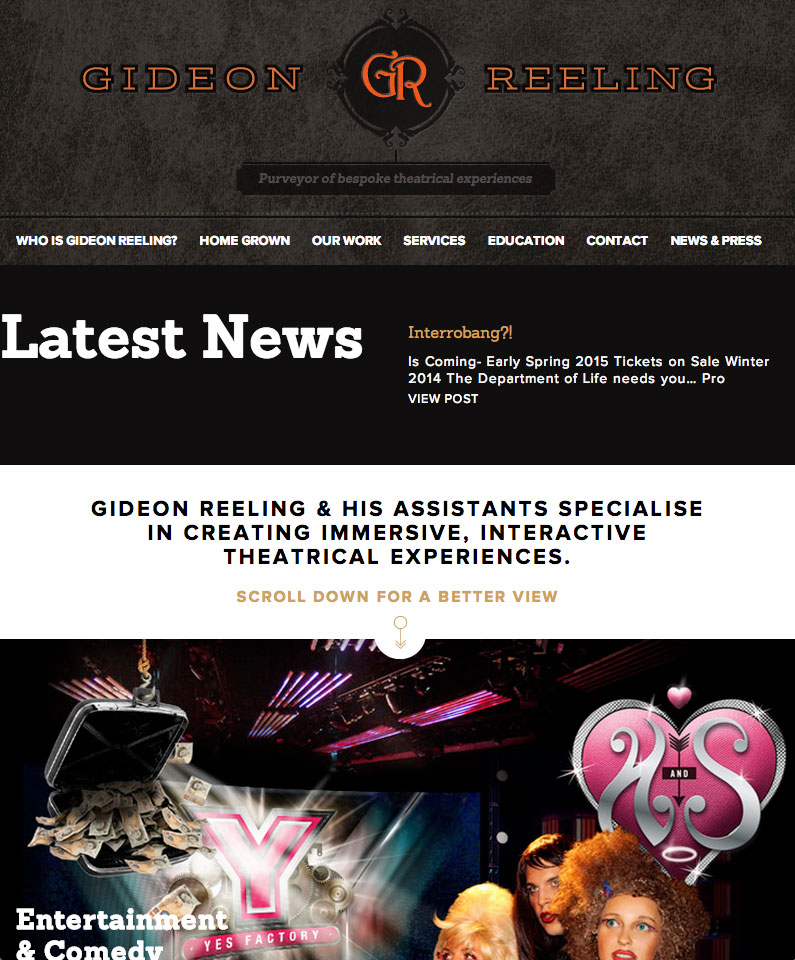 GIDEON GR REELING
Purveyor of bespoke theatrical experiences
WHO IS GIDEON REELING? HOME GROWN OUR WORK SERVICES EDUCATION CONTACT NEWS & PRESS
Latest News
Interrobang?!
Is Coming- Early Spring 2015 Tickets on Sale Winter
2014 The Department of Life needs you... Pro
VIEW POST
GIDEON REELING & HIS ASSISTANTS SPECIALISE
IN CREATING IMMERSIVE, INTERACTIVE
THEATRICAL EXPERIENCES.
SCROLL DOWN FOR A BETTER VIEW
H AND S
Y
YES FACTORY
Entertainment
& Comedy